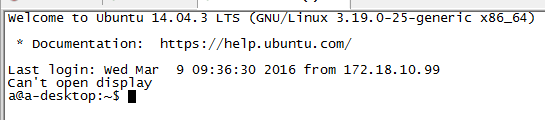 Welcome to Ubuntu 14.04.3 LTS (GNU/Linux 3.19.0-25-generic x86_64)
* Documentation:  https://help.ubuntu.com/
Last login: Wed Mar  9 09:36:30 2016 from 172.18.10.99
Can't open display
a@a-desktop:~$